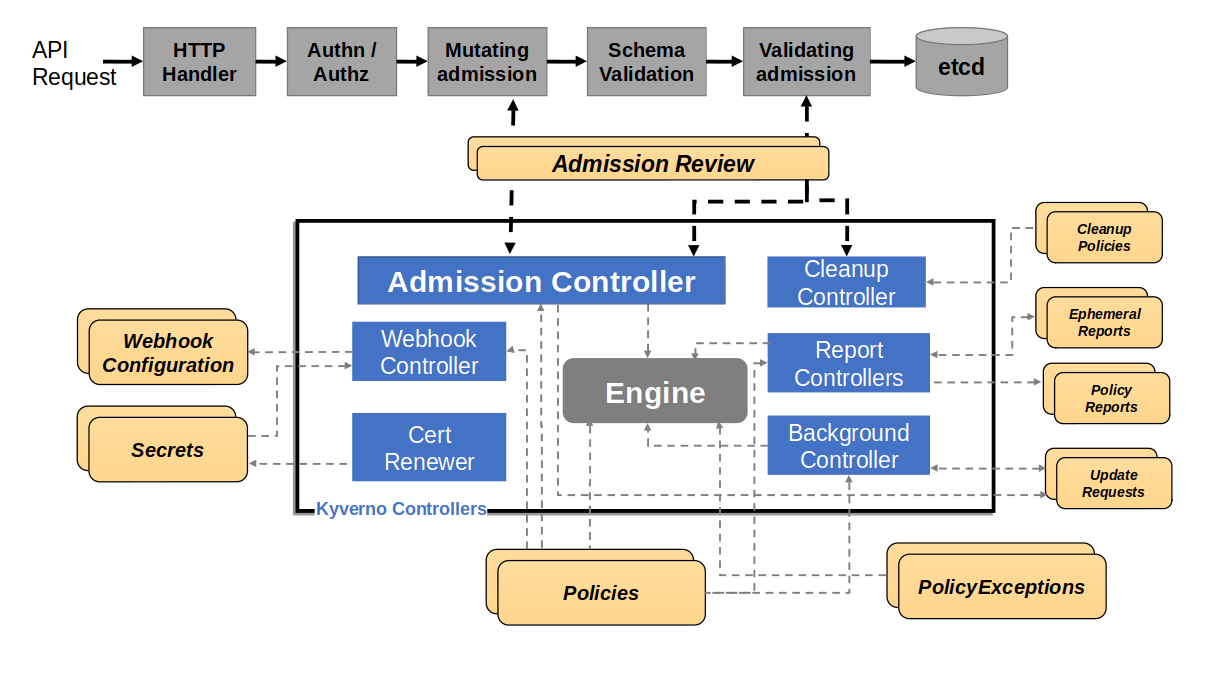 API
Request
HTTP
Handler
Authn /
Authz
Mutating
admission
Schema
Validation
Validating
admission
etcd
Admission Review
Admission Controller
Cleanup
Controller
Cleanup
Policies
Webhook
Configuration
Webhook
Controller
Engine
Report
Controllers
Ephemeral
Reports
Policy
Reports
Secrets
Cert
Renewer
Background
Controller
Update
Requests
Kyverno Controllers
Policies
PolicyExceptions